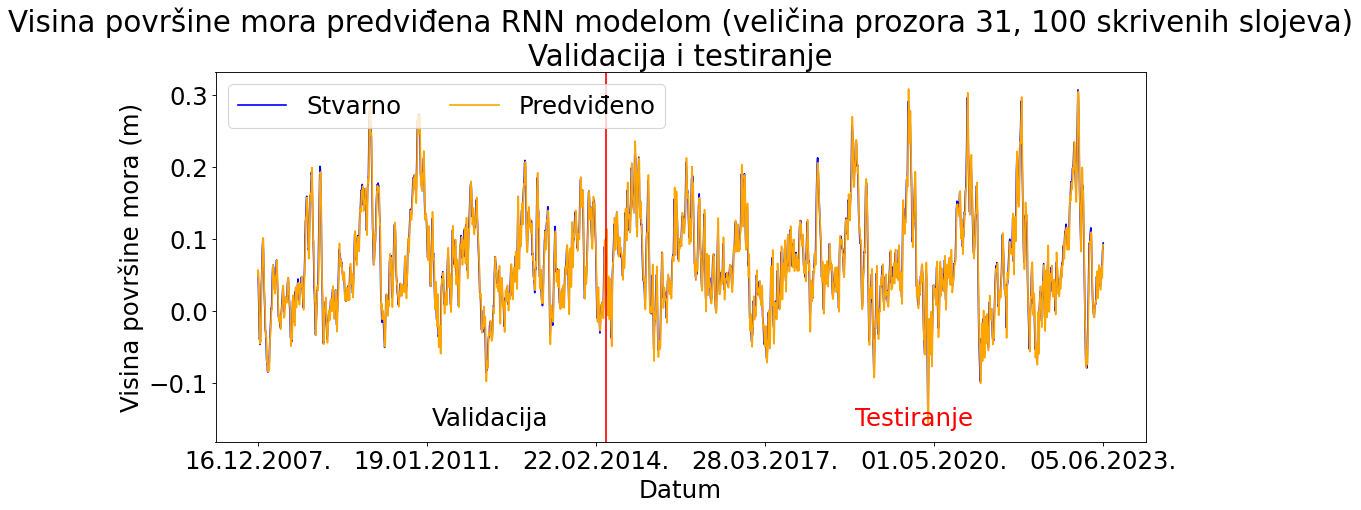 Visina površine mora predviđena RNN modelom (veličina prozora 31, 100 skrivenih slojeva)
Validacija i testiranje
Stvarno
Predviđeno
Visina površine mora (m)
0.3
0.2
0.1
0.0
−0.1
Validacija
Testiranje
16.12.2007.
19.01.2011.
22.02.2014.
28.03.2017.
01.05.2020.
05.06.2023.
Datum